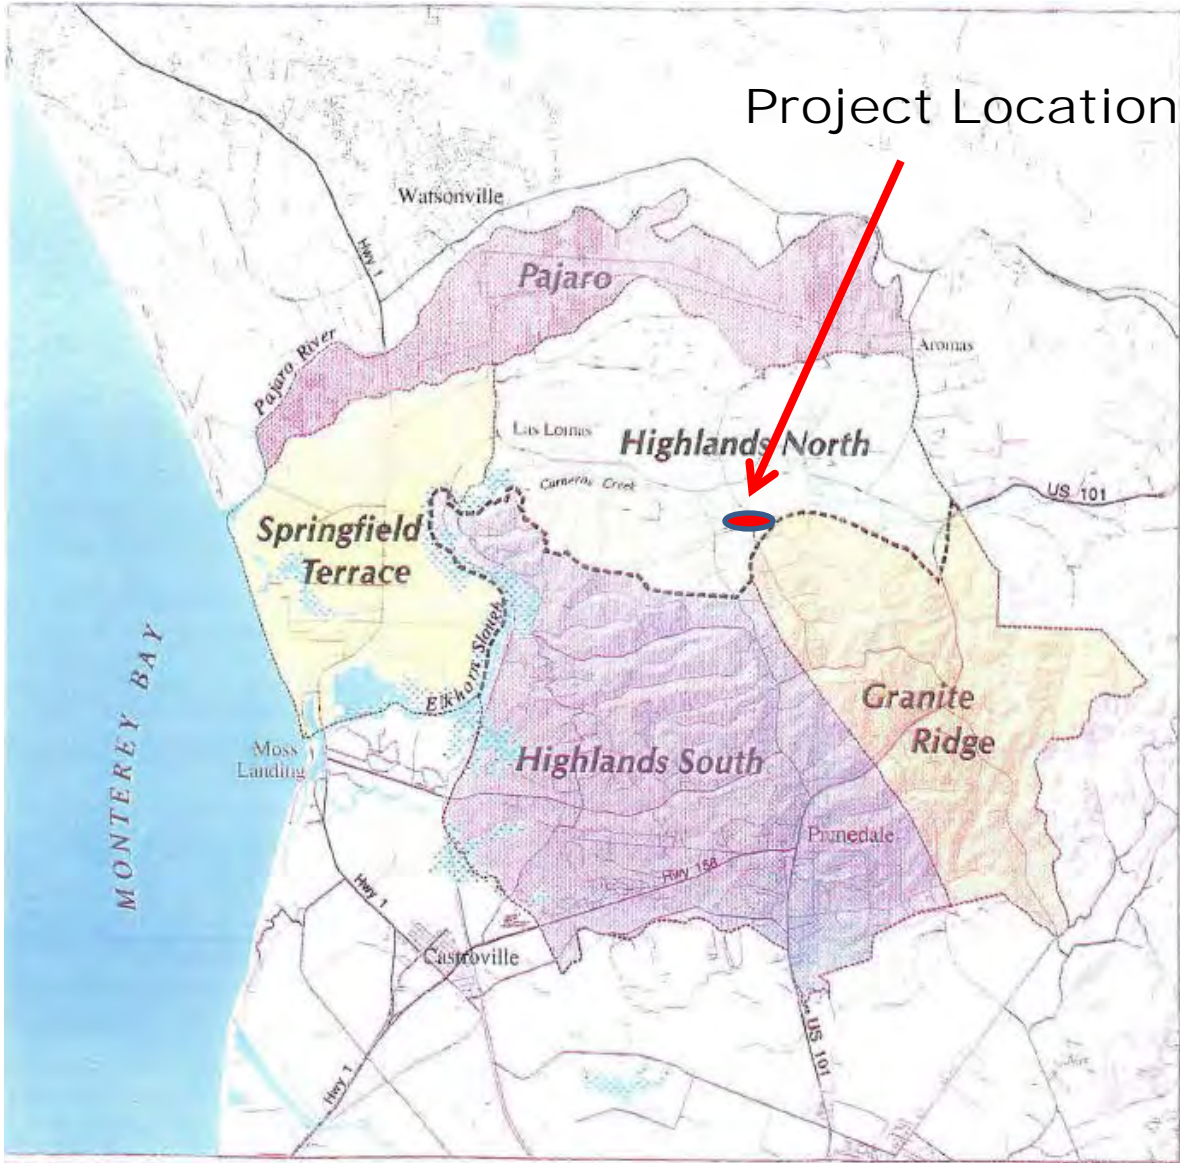 Project Location
Watsonville
Hwy 1
Pajaro
Pajaro River
Aromas
Las Lomas
Highlands North
Carneros Creek
US 101
Springfield
Terrace
Elkhorn Slough
Granite
Ridge
MONTEREY BAY
Moss
Landing
Highlands South
Prunedale
Hwy 156
Hwy 1
Castroville
US 101
Hwy 1